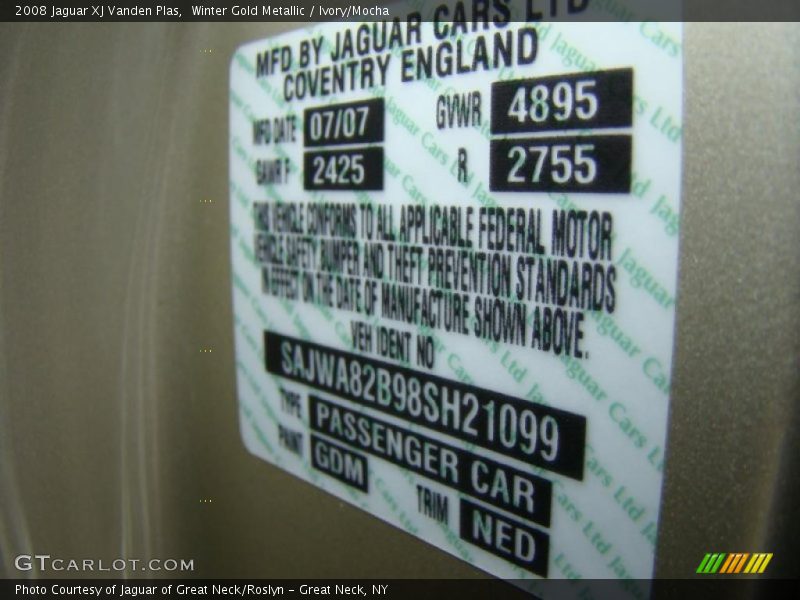 2008 Jaguar XJ Vanden Plas,  Winter Gold Metallic / Ivory/Mocha
MFD BY JAGUAR CARS LTD
COVENTRY ENGLAND
MFD DATE 07/07 GVWR 4895
GAWR F 2425 R 2755
THIS VEHICLE CONFORMS TO ALL APPLICABLE FEDERAL MOTOR
VEHICLE SAFETY, BUMPER AND THEFT PREVENTION STANDARDS
IN EFFECT ON THE DATE OF MANUFACTURE SHOWN ABOVE.
VEH IDENT NO
SAJWA82B98SH21099
TYPE PASSENGER CAR
PAINT GDM TRIM NED
GTCARLOT.COM
Photo Courtesy of Jaguar of Great Neck/Roslyn – Great Neck, NY